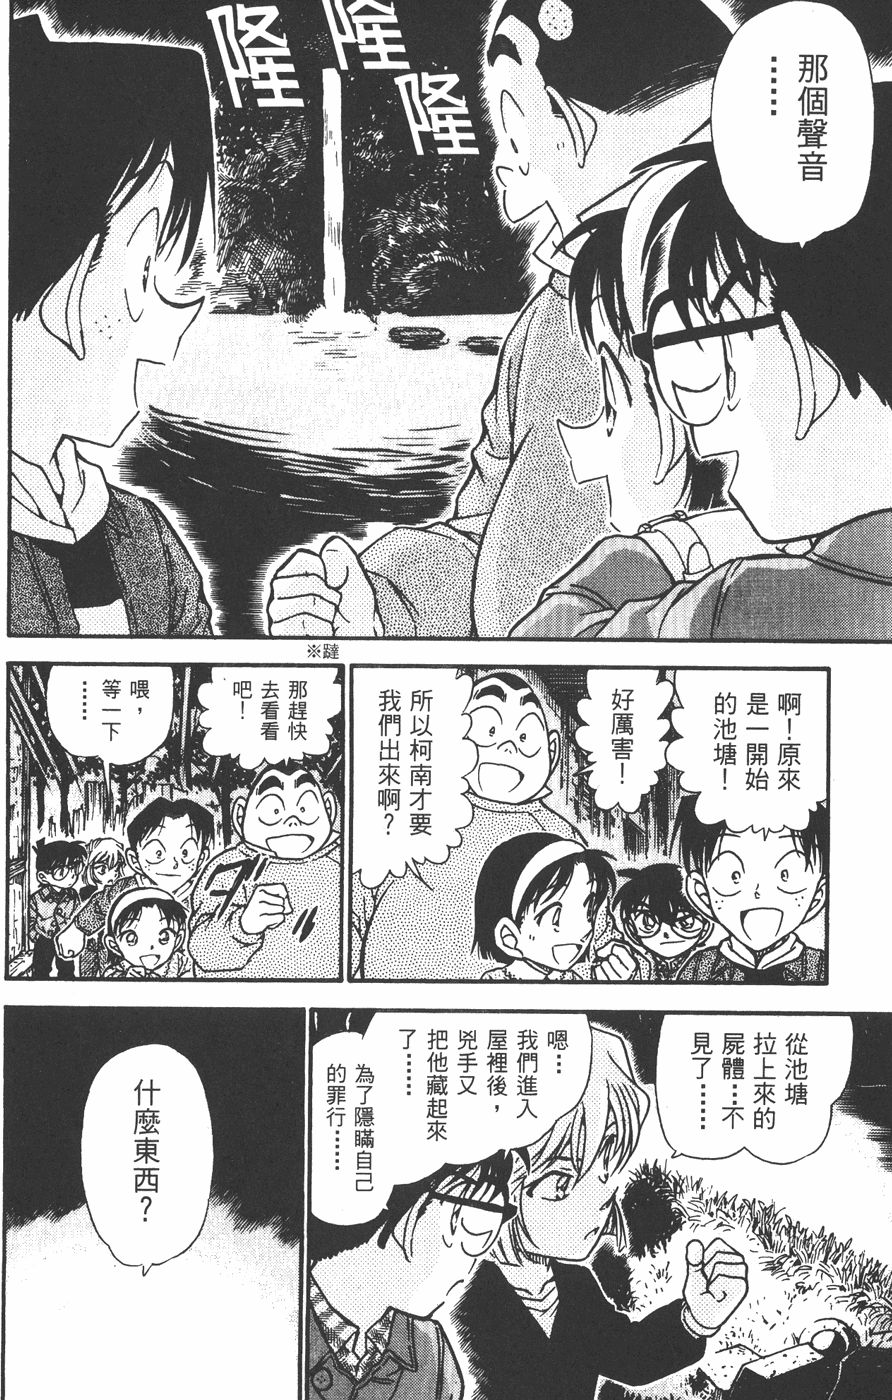 那個聲音
……
隆
隆
隆
啊！原來
是一開始
的池塘！
好厲害！
所以柯南才要
我們出來啊？
※躂
那趕快
去看看
吧！
喂，
等一下
……
ダッ
從池塘
拉上來的
屍體…不
見了……
嗯…
我們進入
屋裡後，
兇手又
把他藏起來
了……
為了隱瞞自己
的罪行……
什麼東西？